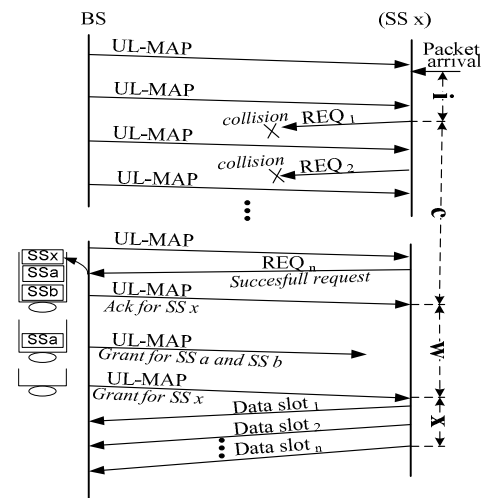 BS
(SS x)
UL-MAP
Packet
arrival
i
UL-MAP
collision
REQ 1
UL-MAP
collision
REQ 2
UL-MAP
c
UL-MAP
SSx
SSa
SSb
REQ n
Succesfull request
UL-MAP
Ack for SS x
SSa
UL-MAP
Grant for SS a and SS b
w
UL-MAP
Grant for SS x
Data slot 1
x
Data slot 2
Data slot n